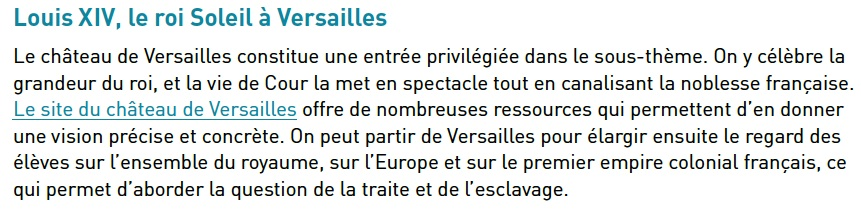 Louis XIV, le roi Soleil à Versailles
Le château de Versailles constitue une entrée privilégiée dans le sous-thème. On y célèbre la
grandeur du roi, et la vie de Cour la met en spectacle tout en canalisant la noblesse française.
Le site du château de Versailles offre de nombreuses ressources qui permettent d’en donner
une vision précise et concrète. On peut partir de Versailles pour élargir ensuite le regard des
élèves sur l’ensemble du royaume, sur l’Europe et sur le premier empire colonial français, ce
qui permet d’aborder la question de la traite et de l’esclavage.